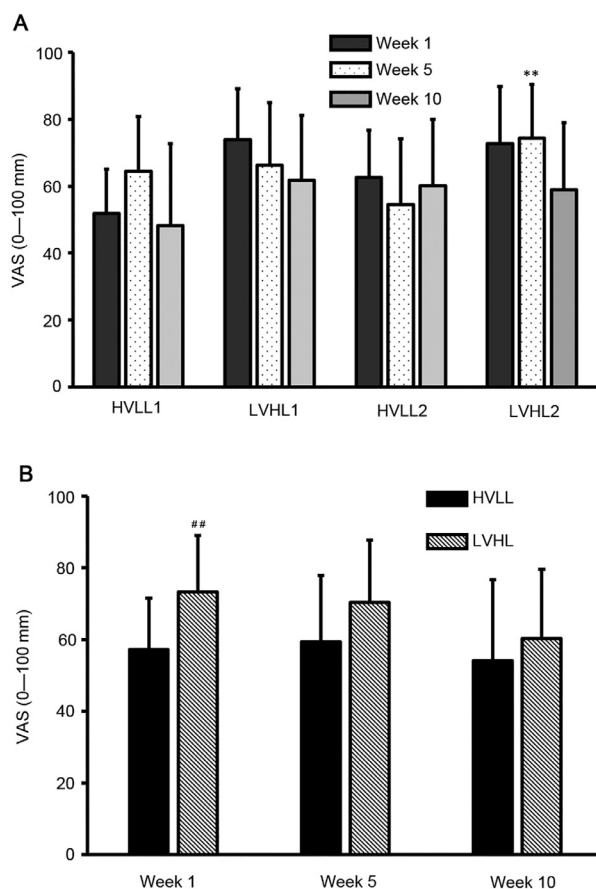 A
Week 1
Week 5
Week 10
**
VAS (0—100 mm)
100
80
60
40
20
0
HVLL1 LVHL1 HVLL2 LVHL2
B
HVLL
LVHL
##
VAS (0—100 mm)
100
80
60
40
20
0
Week 1 Week 5 Week 10